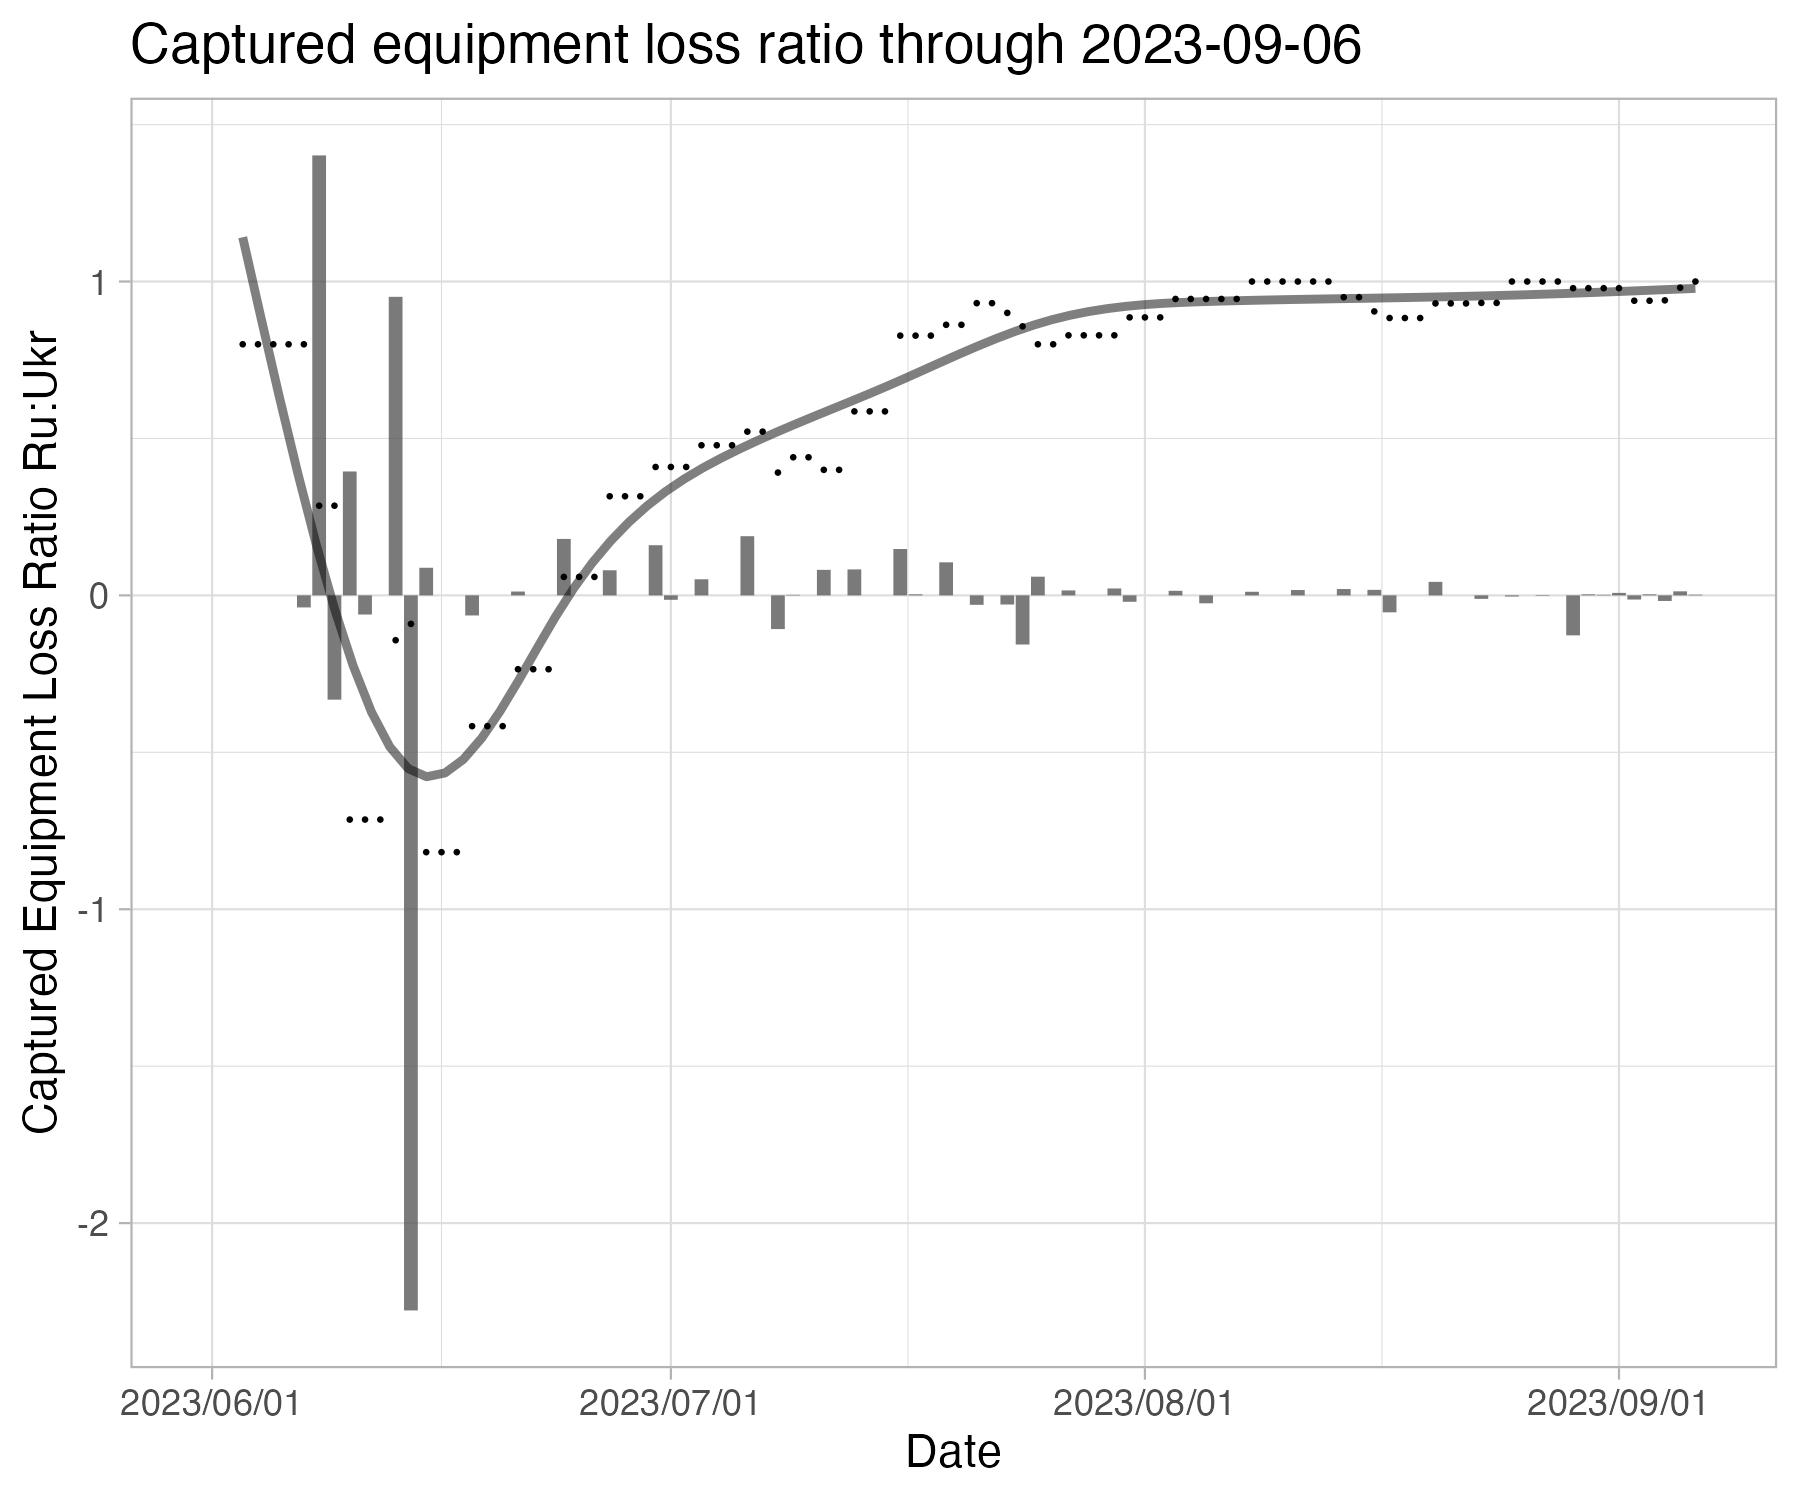 Captured equipment loss ratio through 2023-09-06
Captured Equipment Loss Ratio Ru:Ukr
1
0
-1
-2
2023/06/01
2023/07/01
2023/08/01
2023/09/01
Date